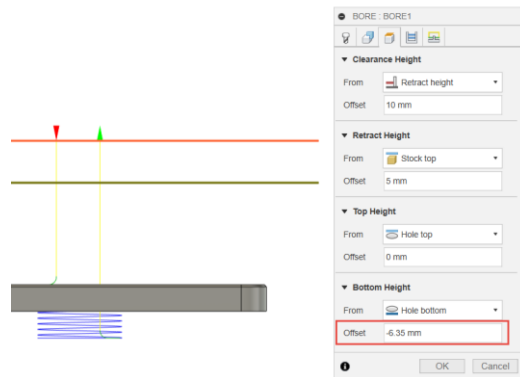 BORE : BORE1
Clearance Height
From Retract height
Offset 10 mm
Retract Height
From Stock top
Offset 5 mm
Top Height
From Hole top
Offset 0 mm
Bottom Height
From Hole bottom
Offset -6.35 mm
OK Cancel